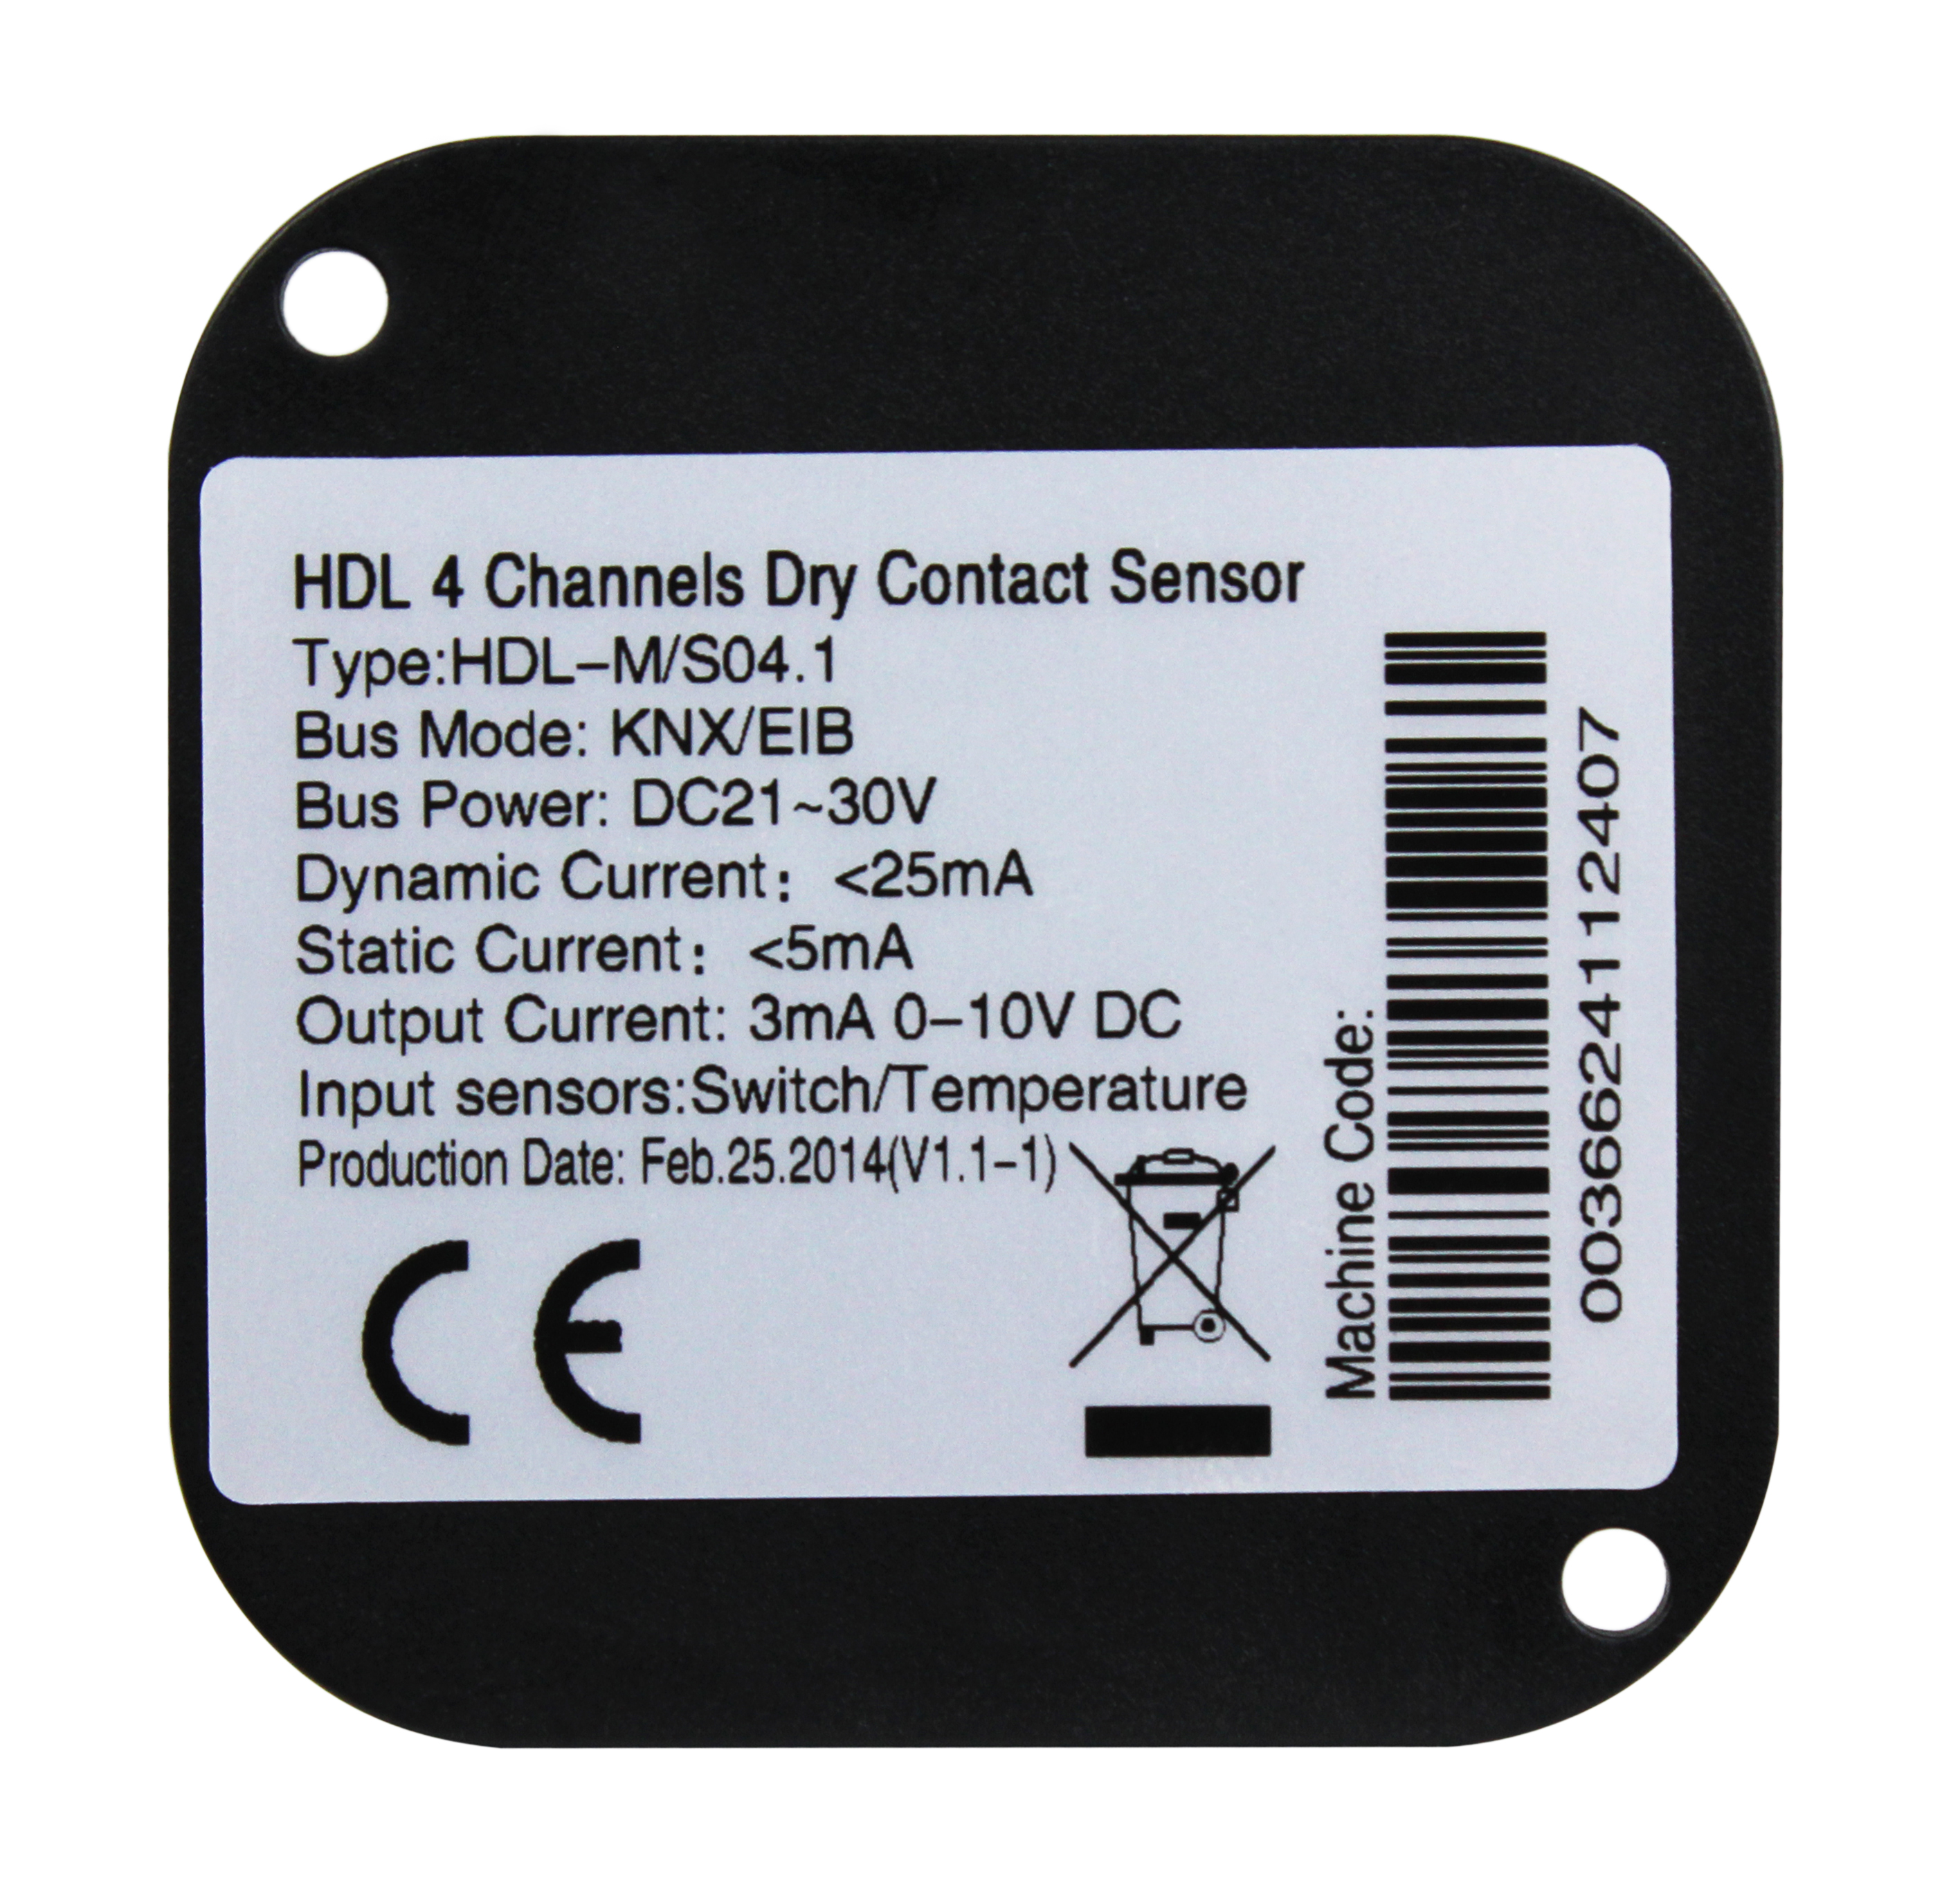 HDL 4 Channels Dry Contact Sensor
Type:HDL-M/S04.1
Bus Mode: KNX/EIB
Bus Power: DC21~30V
Dynamic Current: <25mA
Static Current: <5mA
Output Current: 3mA 0-10V DC
Input sensors:Switch/Temperature
Production Date: Feb.25.2014(V1.1-1)
CE
Machine Code:
0036624112407